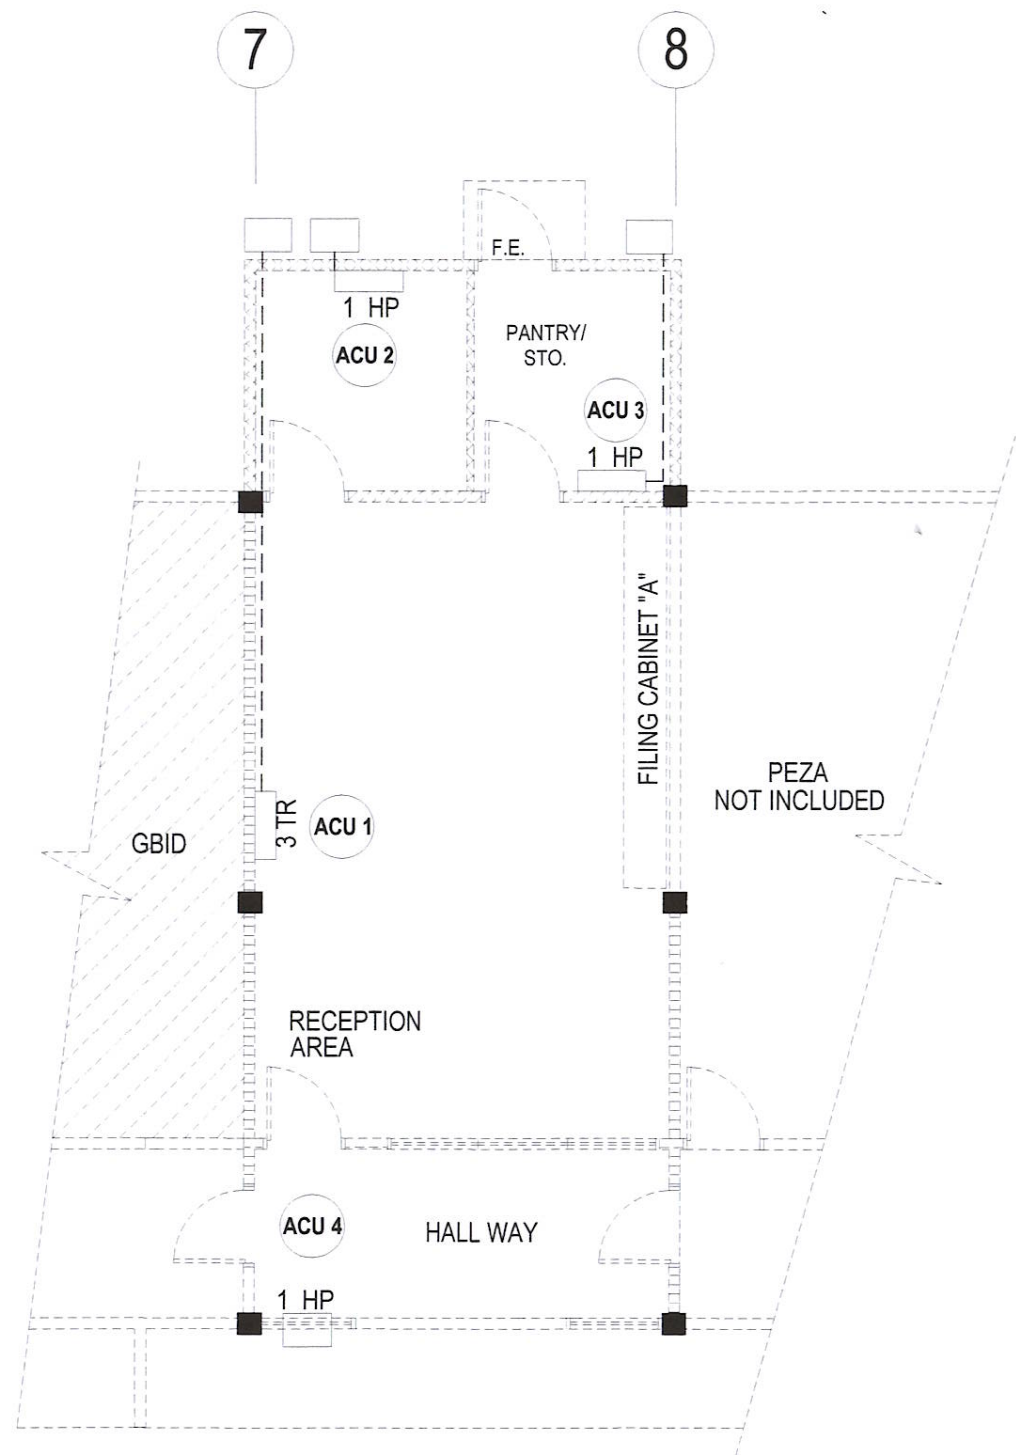 7
8
F.E.
1 HP
ACU 2
PANTRY/
STO.
ACU 3
1 HP
FILING CABINET "A"
PEZA
NOT INCLUDED
GBID
3 TR
ACU 1
RECEPTION
AREA
ACU 4
HALL WAY
1 HP